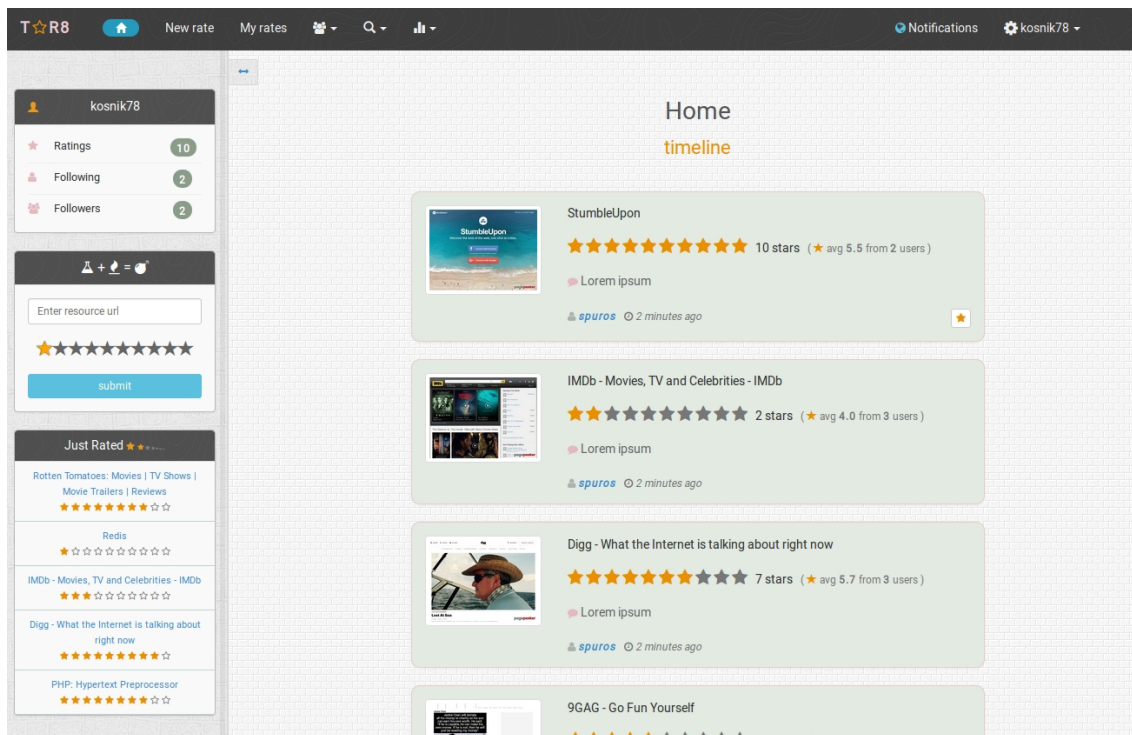 T☆R8
New rate
My rates
Notifications
kosnik78
kosnik78
Ratings 10
Following 2
Followers 2
+ =
Enter resource url
submit
Just Rated
Rotten Tomatoes: Movies | TV Shows |
Movie Trailers | Reviews
Redis
IMDb - Movies, TV and Celebrities - IMDb
Digg - What the Internet is talking about
right now
PHP: Hypertext Preprocessor
Home
timeline
StumbleUpon
StumbleUpon
10 stars ( ★ avg 5.5 from 2 users )
Lorem ipsum
spuros 2 minutes ago
IMDb - Movies, TV and Celebrities - IMDb
2 stars ( ★ avg 4.0 from 3 users )
Lorem ipsum
spuros 2 minutes ago
Digg - What the Internet is talking about right now
7 stars ( ★ avg 5.7 from 3 users )
Lost At Sea
Lorem ipsum
spuros 2 minutes ago
9GAG - Go Fun Yourself